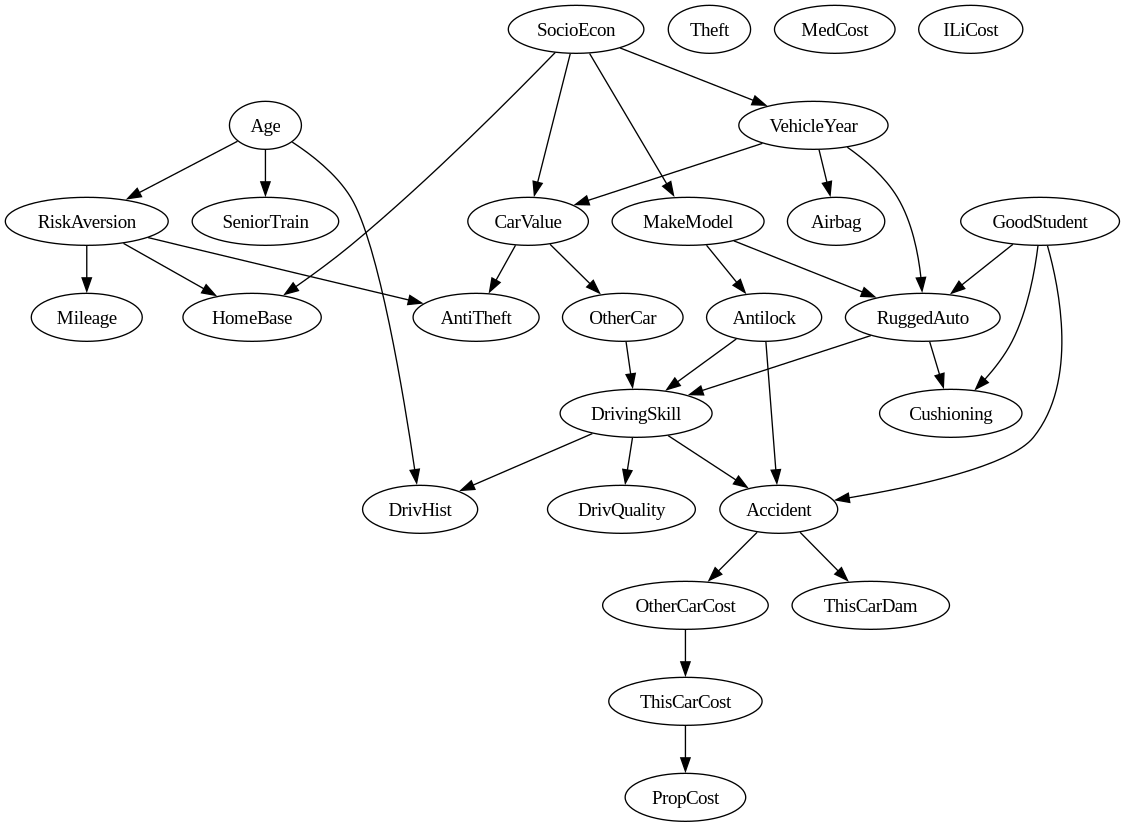 SocioEcon
Theft
MedCost
ILiCost
Age
VehicleYear
RiskAversion
SeniorTrain
CarValue
MakeModel
Airbag
GoodStudent
Mileage
HomeBase
AntiTheft
OtherCar
Antilock
RuggedAuto
DrivingSkill
Cushioning
DrivHist
DrivQuality
Accident
OtherCarCost
ThisCarDam
ThisCarCost
PropCost